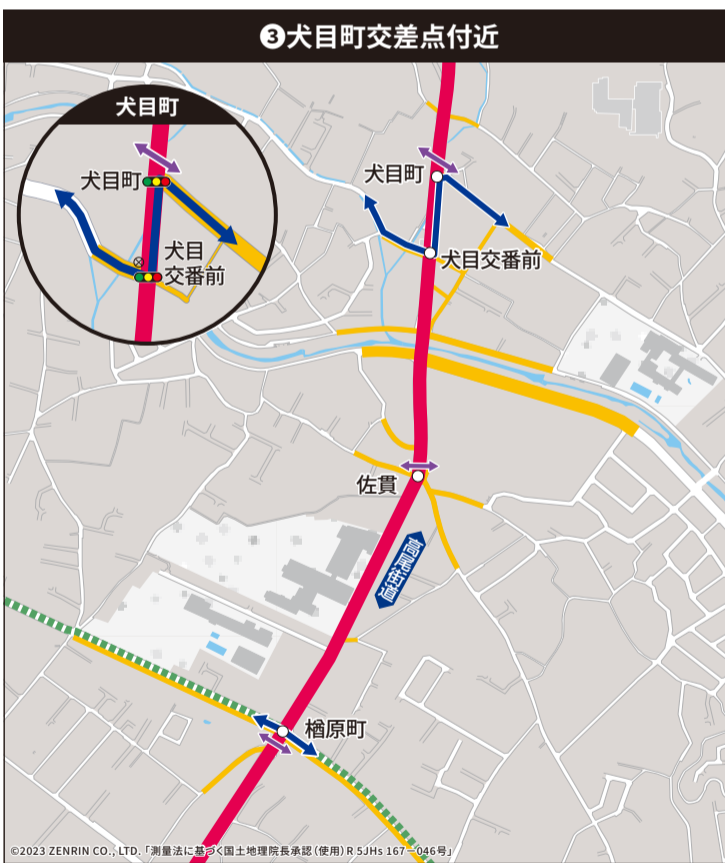 ❸犬目町交差点付近
犬目町
犬目町
犬目
交番前
犬目町
犬目交番前
佐貫
高尾街道
楢原町
©2023 ZENRIN CO., LTD. 「測量法に基づく国土地理院長承認（使用）R 5JHs 167－046号」